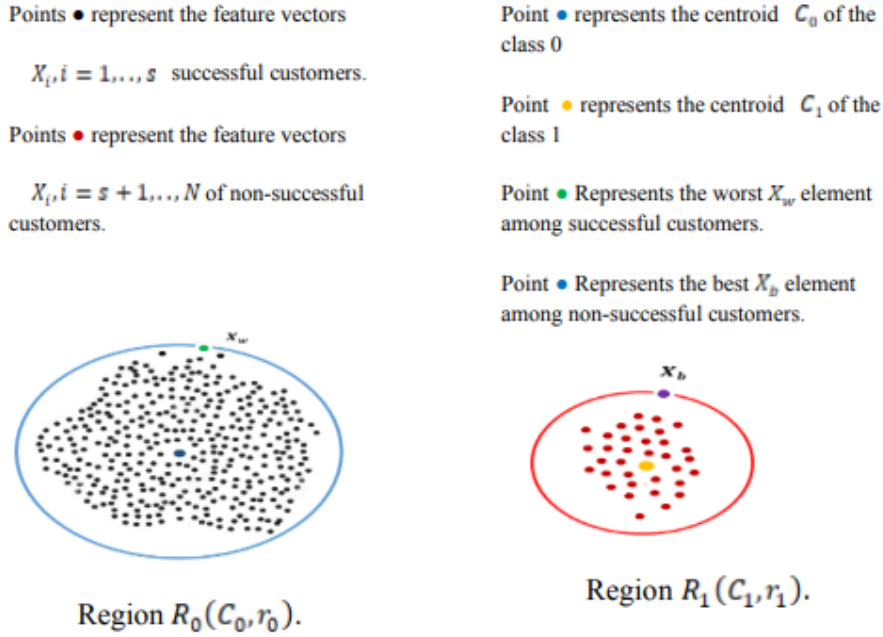 Points ● represent the feature vectors
X_i, i = 1,..,s successful customers.
Points ● represent the feature vectors
X_i, i = s + 1,..,N of non-successful
customers.
Point ● represents the centroid C_0 of the
class 0
Point ● represents the centroid C_1 of the
class 1
Point ● Represents the worst X_w element
among successful customers.
Point ● Represents the best X_b element
among non-successful customers.
x_w
x_b
Region R_0(C_0,r_0).
Region R_1(C_1,r_1).